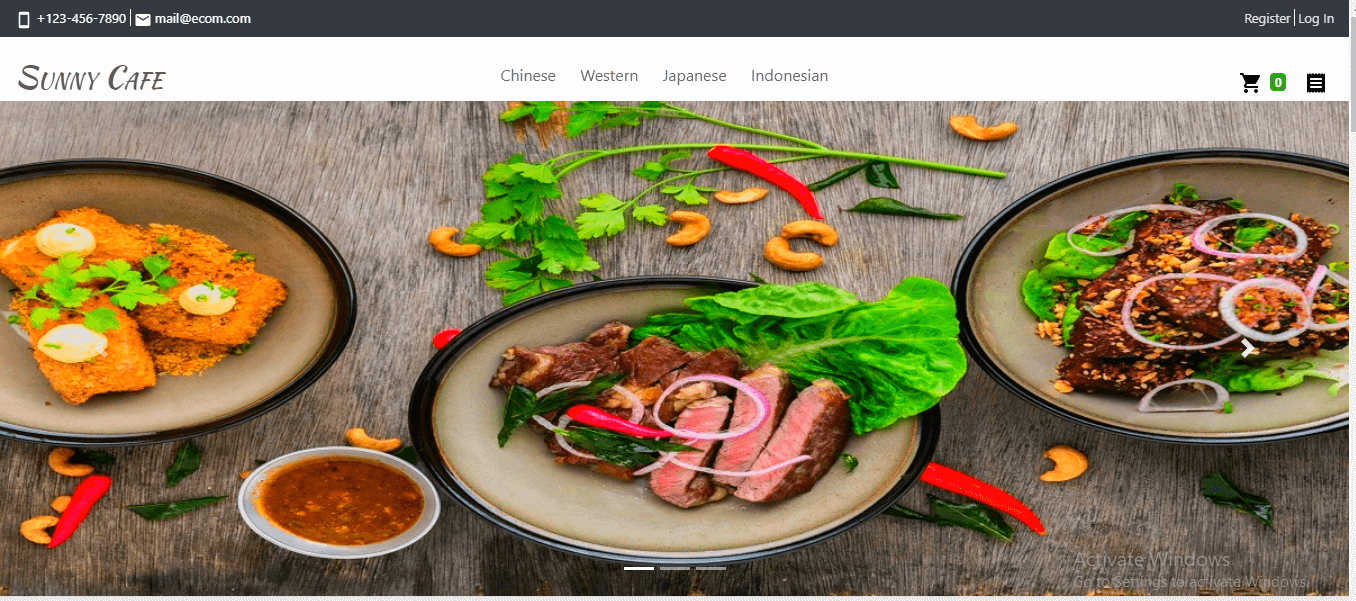 +123-456-7890 mail@ecom.com Register Log In
Sunny Cafe Chinese Western Japanese Indonesian 0
Activate Windows
Go to Settings to activate Windows.